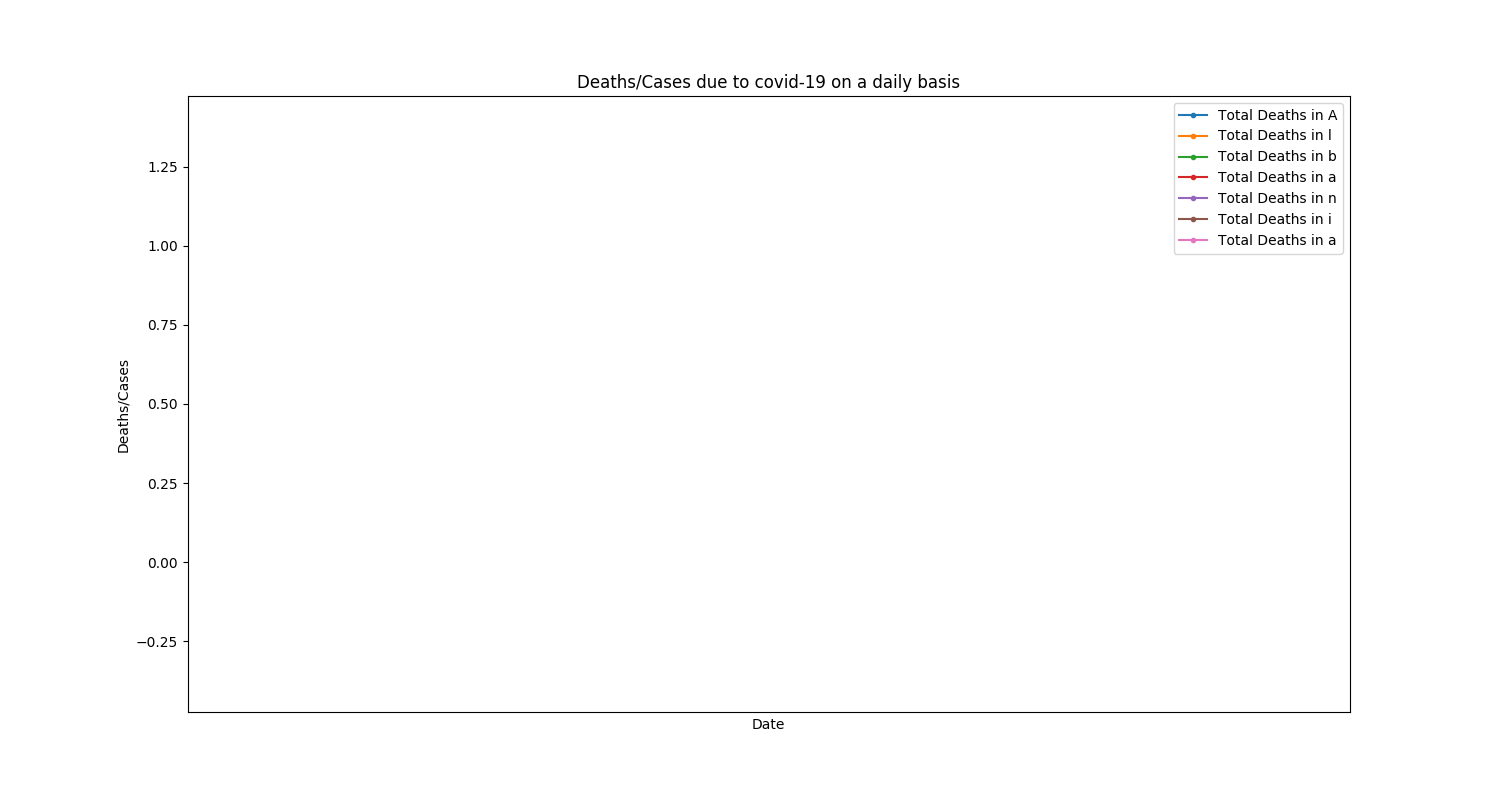 Deaths/Cases due to covid-19 on a daily basis
Total Deaths in A
Total Deaths in l
Total Deaths in b
Total Deaths in a
Total Deaths in n
Total Deaths in i
Total Deaths in a
1.25
1.00
0.75
0.50
0.25
0.00
−0.25
Deaths/Cases
Date